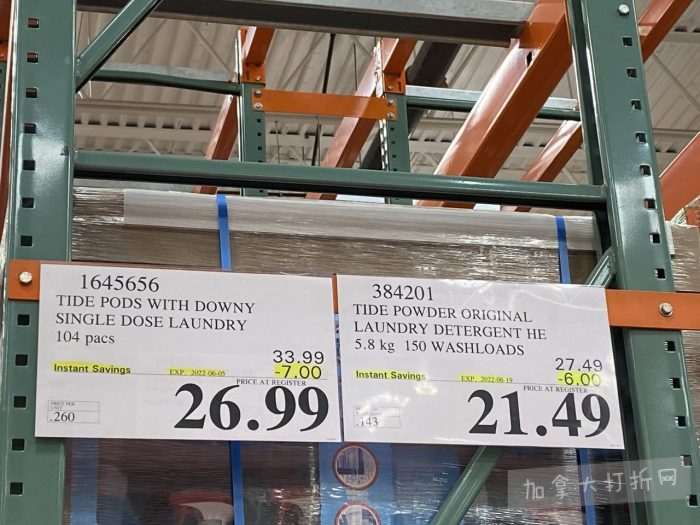 1645656
TIDE PODS WITH DOWNY
SINGLE DOSE LAUNDRY
104 pacs
33.99
Instant Savings EXP. 2022-06-05 -7.00
PRICE AT REGISTER
26.99
PRICE PER
.260
384201
TIDE POWDER ORIGINAL
LAUNDRY DETERGENT HE
5.8 kg 150 WASHLOADS
27.49
Instant Savings EXP. 2022-06-19 -6.00
PRICE AT REGISTER
21.49
.143
加拿大打折网